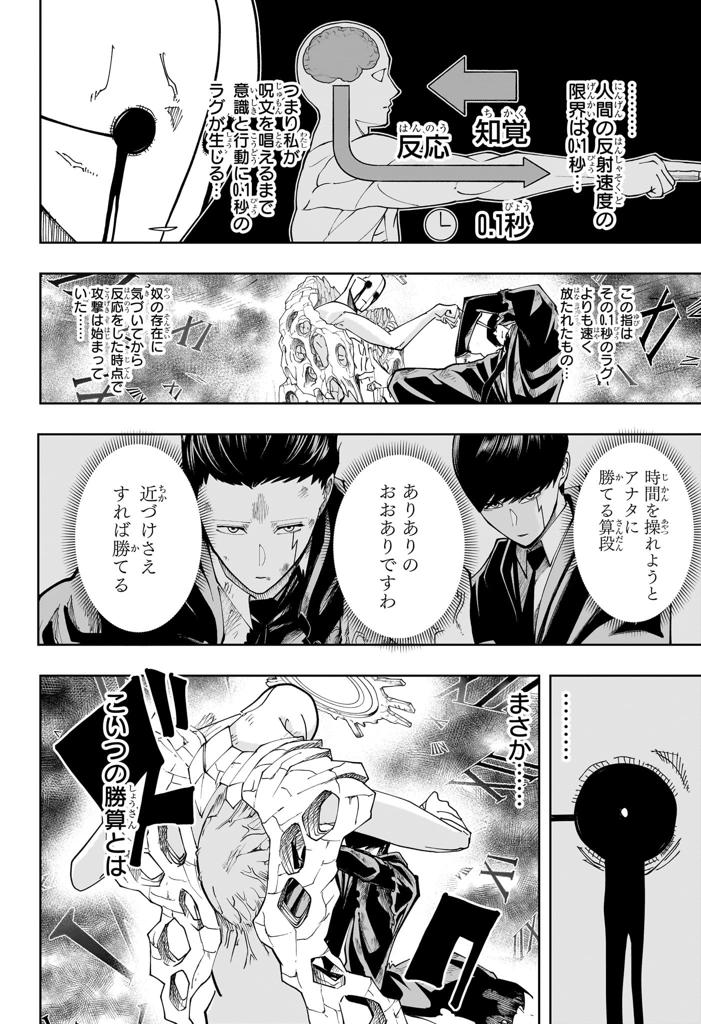 ………
人間の
反射速度の
限界は0.1秒…
知覚
反応
0.1秒
つまり私が
呪文を唱えるまで
意識と行動に0.1秒の
ラグが生じる…
この指は
その0.1秒のラグ
よりも速く
放たれたもの…
奴の存在に
気づいてから
反応をした時点で
攻撃は始まって
いた……
時間を操れようと
アナタに
勝てる算段
ありありの
おおありですわ
近づけさえ
すれば勝てる
………
まさか……
こいつの勝算とは